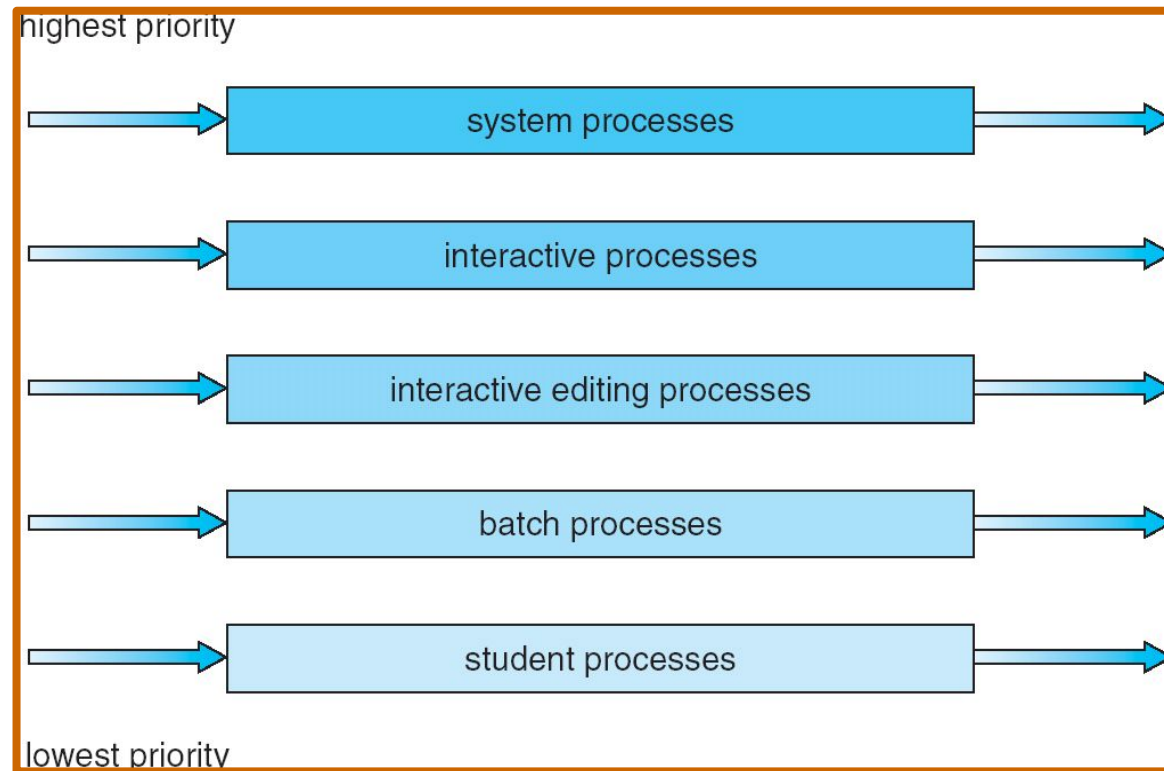 highest priority
system processes
interactive processes
interactive editing processes
batch processes
student processes
lowest priority